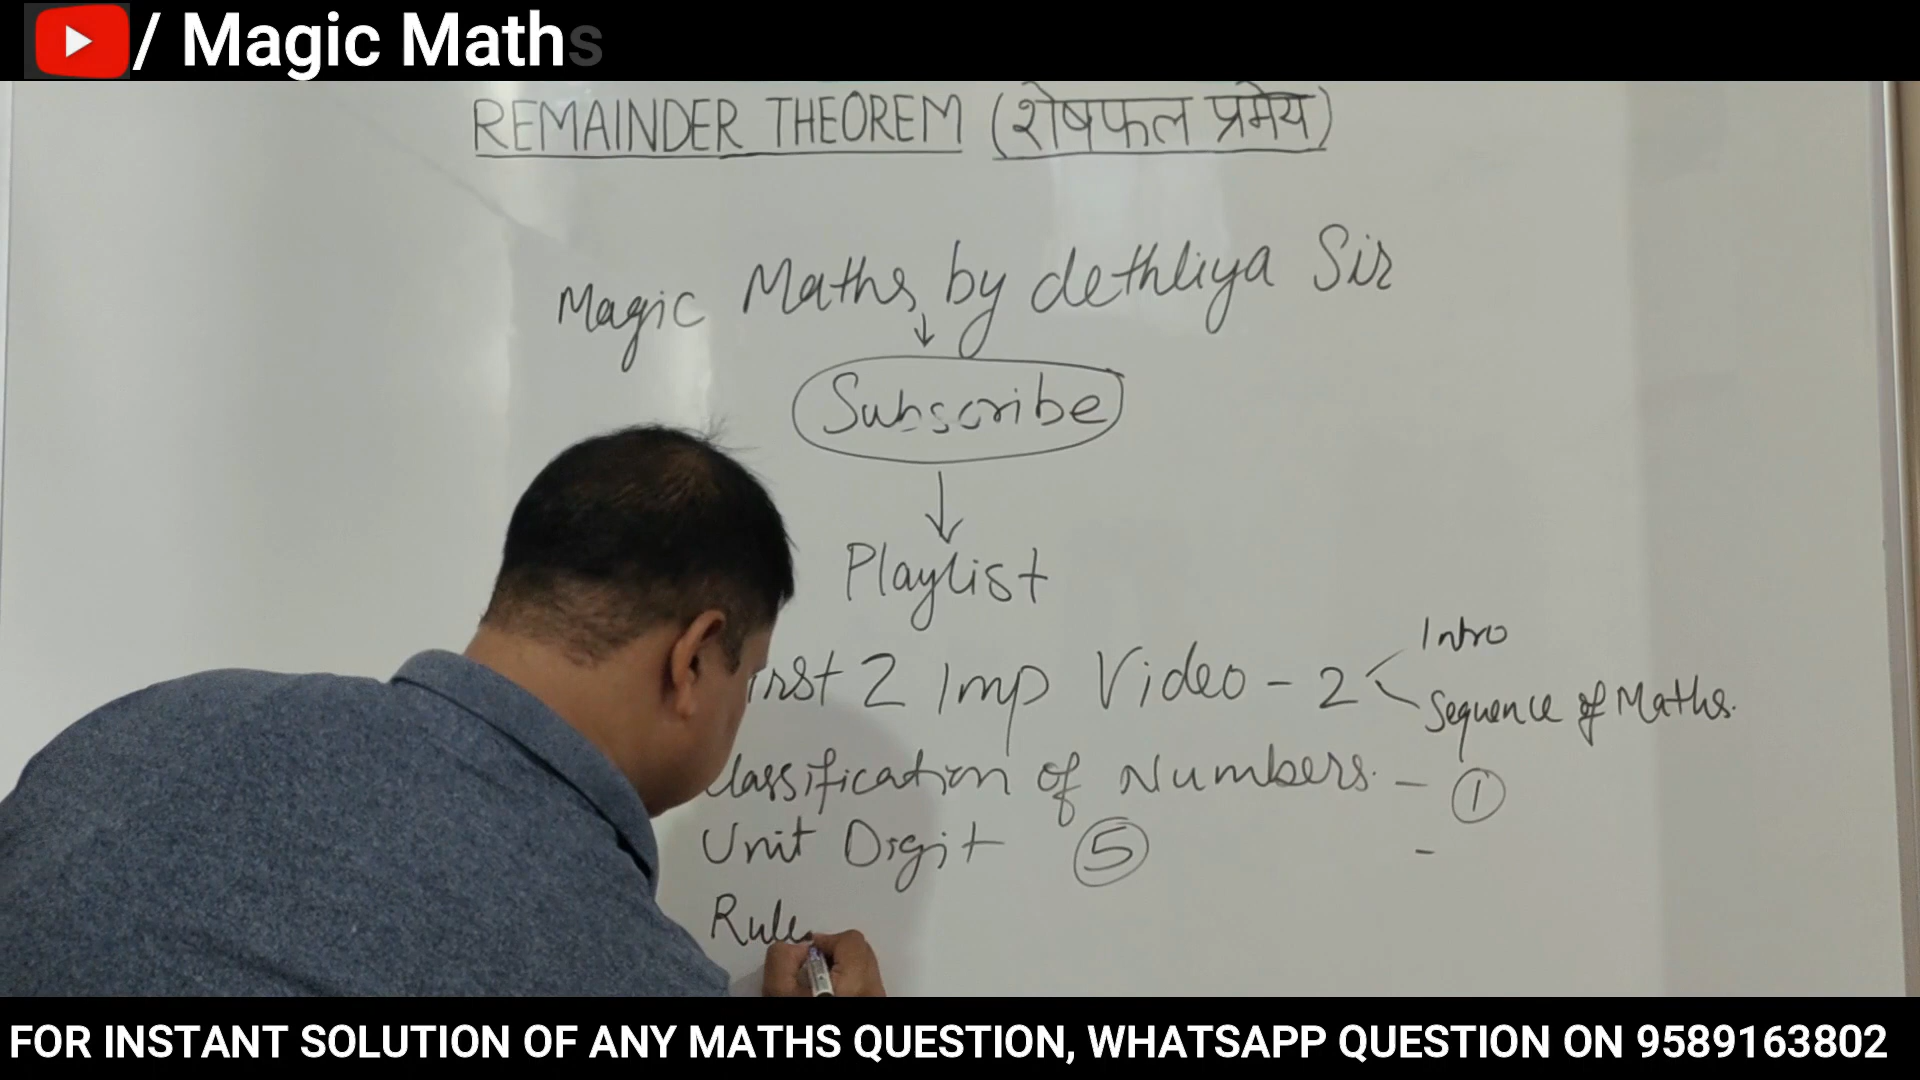 / Magic Maths
REMAINDER THEOREM (शेषफल प्रमेय)
Magic Maths by dethliya Sir
Subscribe
Playlist
Intro
irst 2 Imp Video - 2
Sequence of Maths.
lassification of Numbers. - 1
Unit Digit 5 -
Rule
FOR INSTANT SOLUTION OF ANY MATHS QUESTION, WHATSAPP QUESTION ON 9589163802